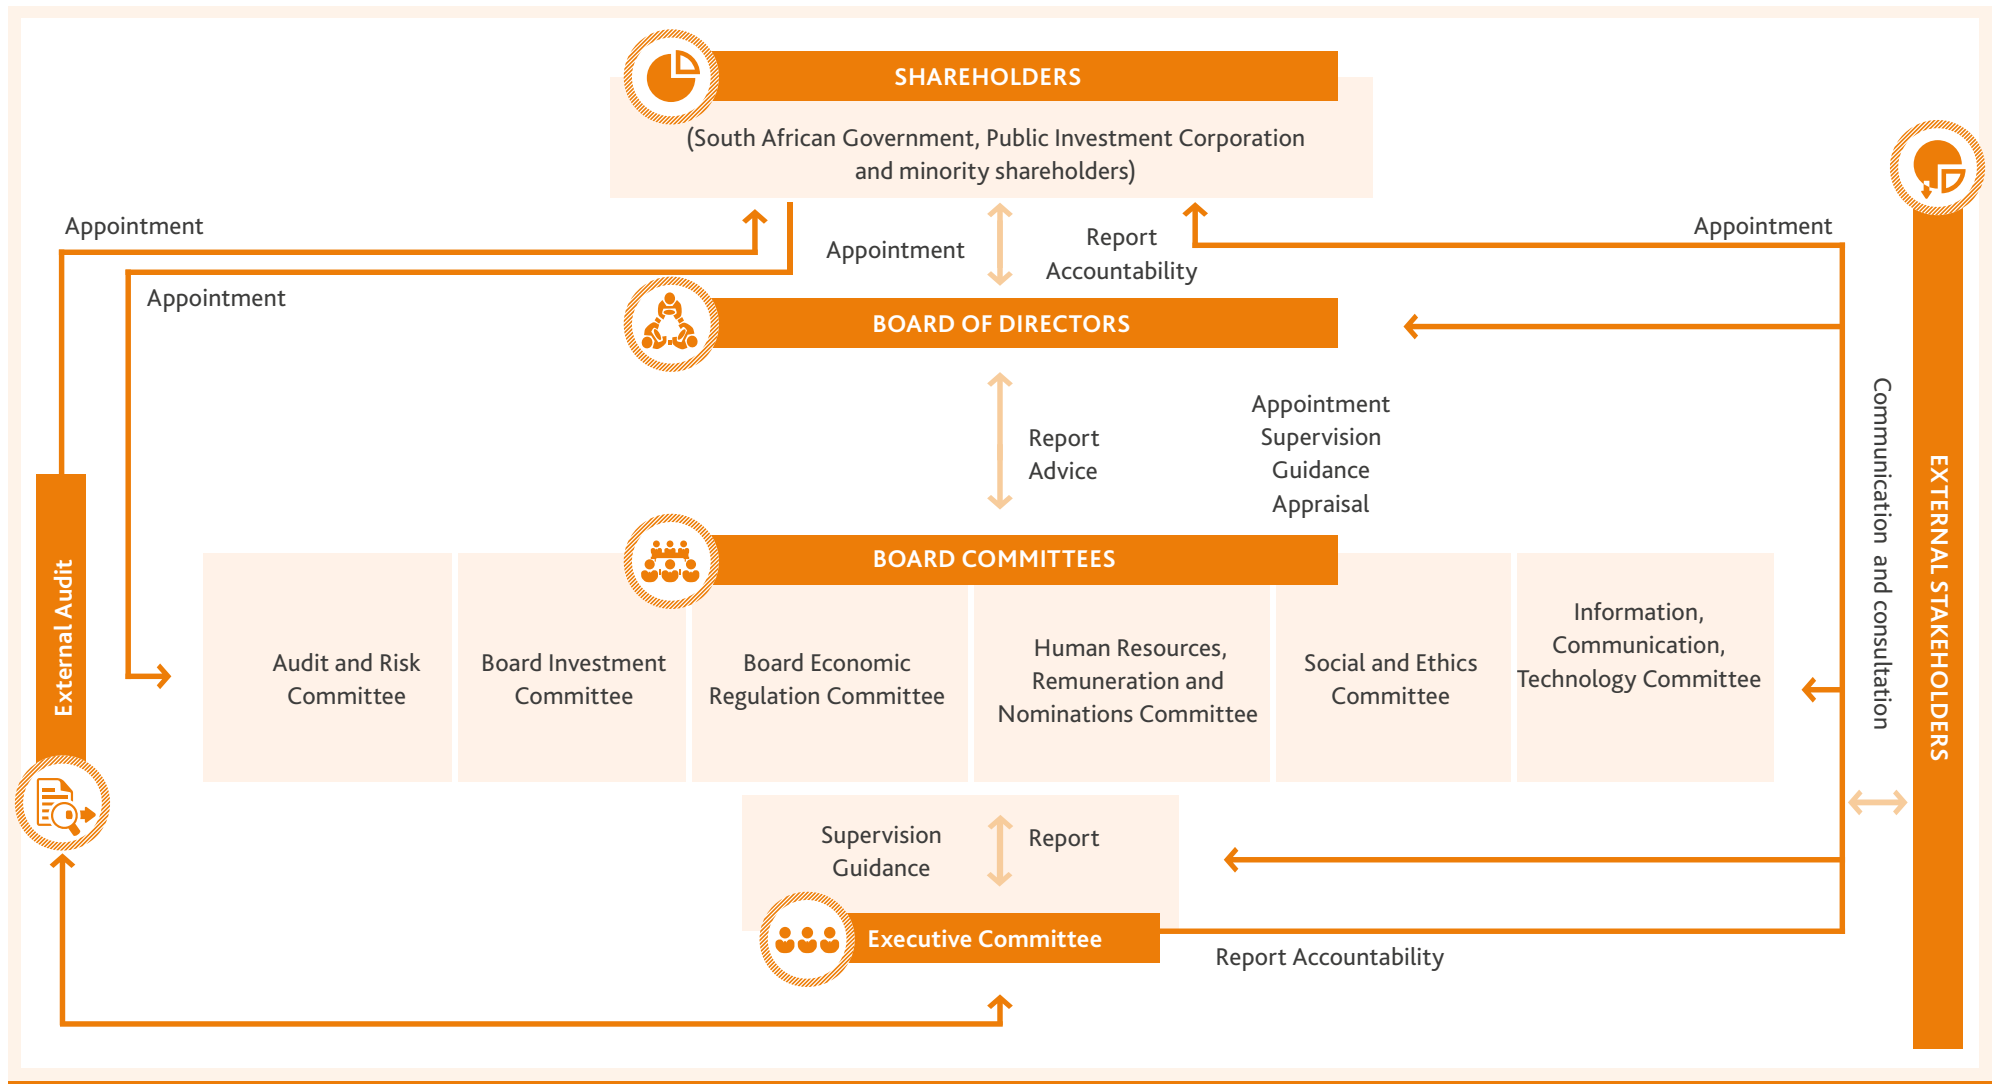 SHAREHOLDERS
(South African Government, Public Investment Corporation
and minority shareholders)
Appointment
Appointment
Appointment
Report
Accountability
Appointment
BOARD OF DIRECTORS
Report
Advice
Appointment
Supervision
Guidance
Appraisal
BOARD COMMITTEES
Audit and Risk
Committee
Board Investment
Committee
Board Economic
Regulation Committee
Human Resources,
Remuneration and
Nominations Committee
Social and Ethics
Committee
Information,
Communication,
Technology Committee
Supervision
Guidance
Report
Executive Committee
Report Accountability
External Audit
Communication and consultation
EXTERNAL STAKEHOLDERS